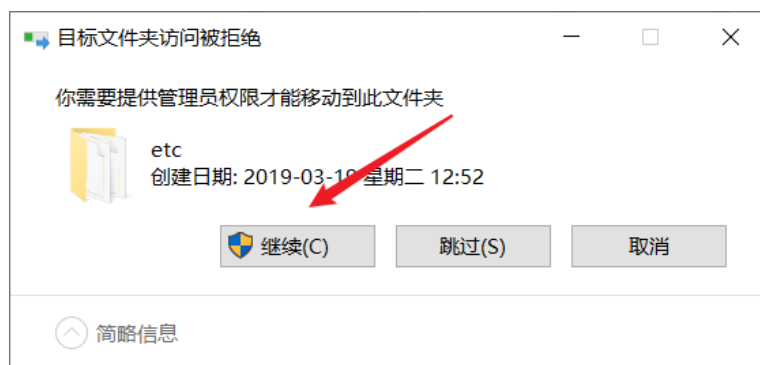 目标文件夹访问被拒绝
你需要提供管理员权限才能移动到此文件夹
etc
创建日期: 2019-03-19 星期二 12:52
继续(C)
跳过(S)
取消
简略信息